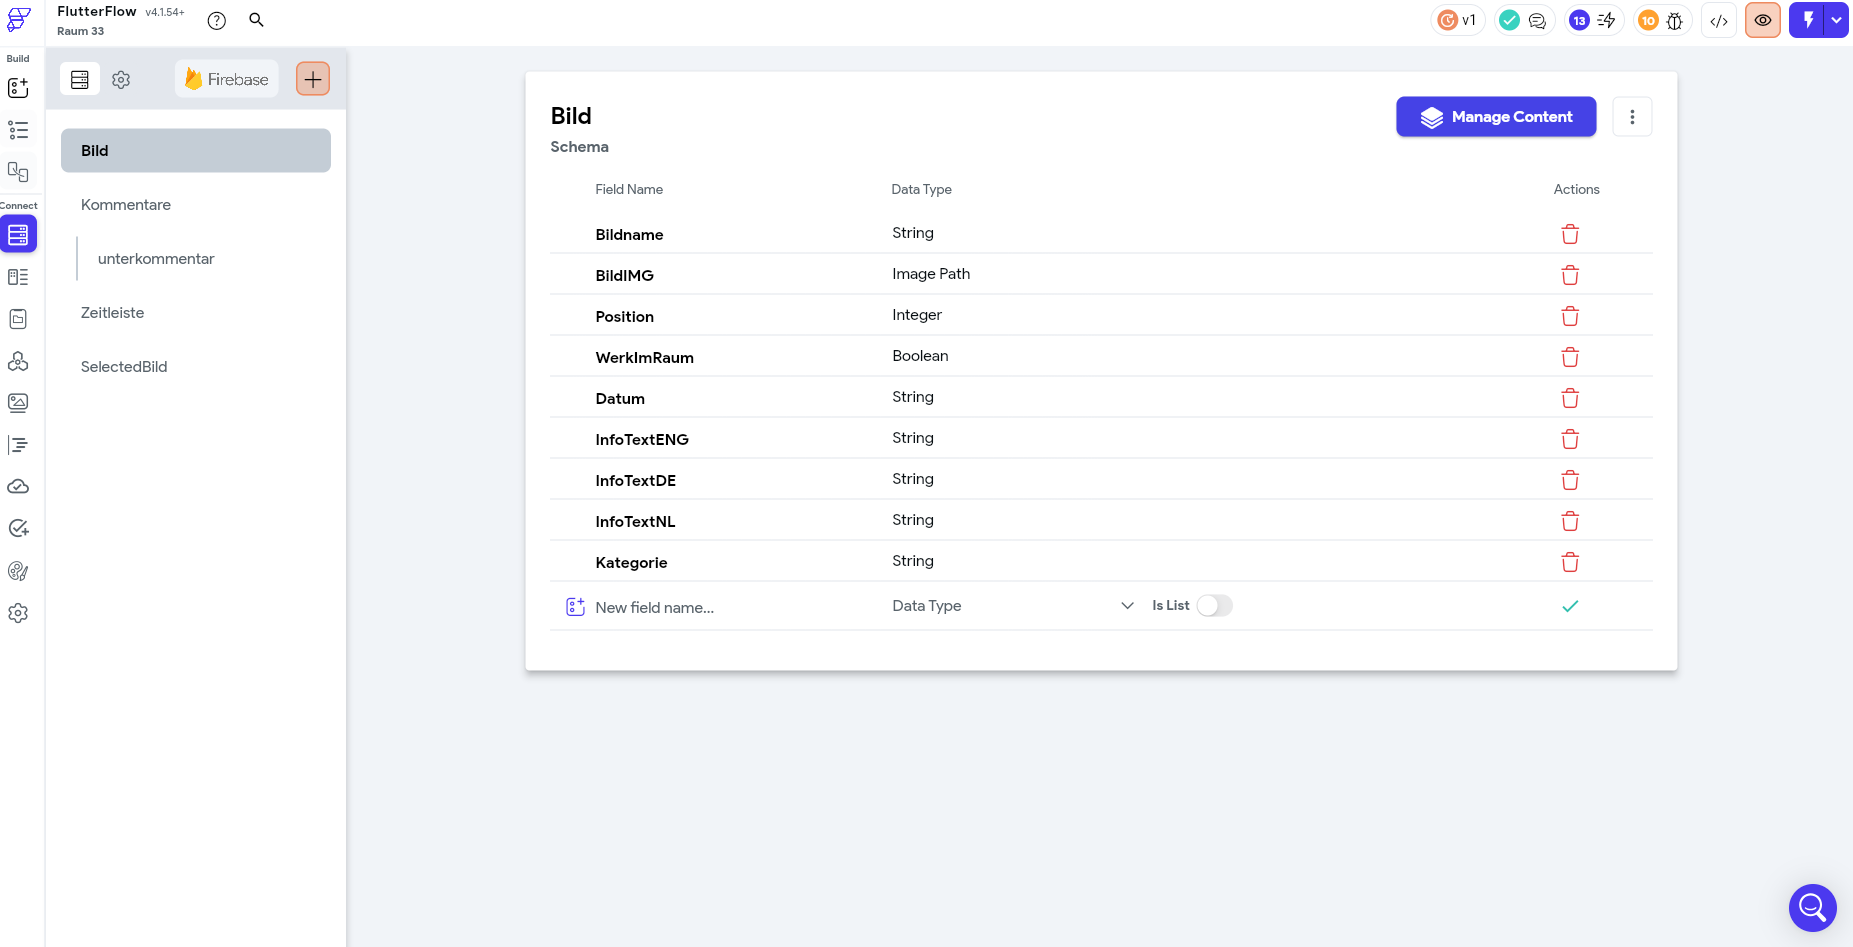 FlutterFlow v4.1.54+
Raum 33
v1
13
10
Build
Connect
Firebase
Bild
Kommentare
unterkommentar
Zeitleiste
SelectedBild
Bild
Manage Content
Schema
Field Name Data Type Actions
Bildname String
BildIMG Image Path
Position Integer
WerkImRaum Boolean
Datum String
InfoTextENG String
InfoTextDE String
InfoTextNL String
Kategorie String
New field name... Data Type Is List